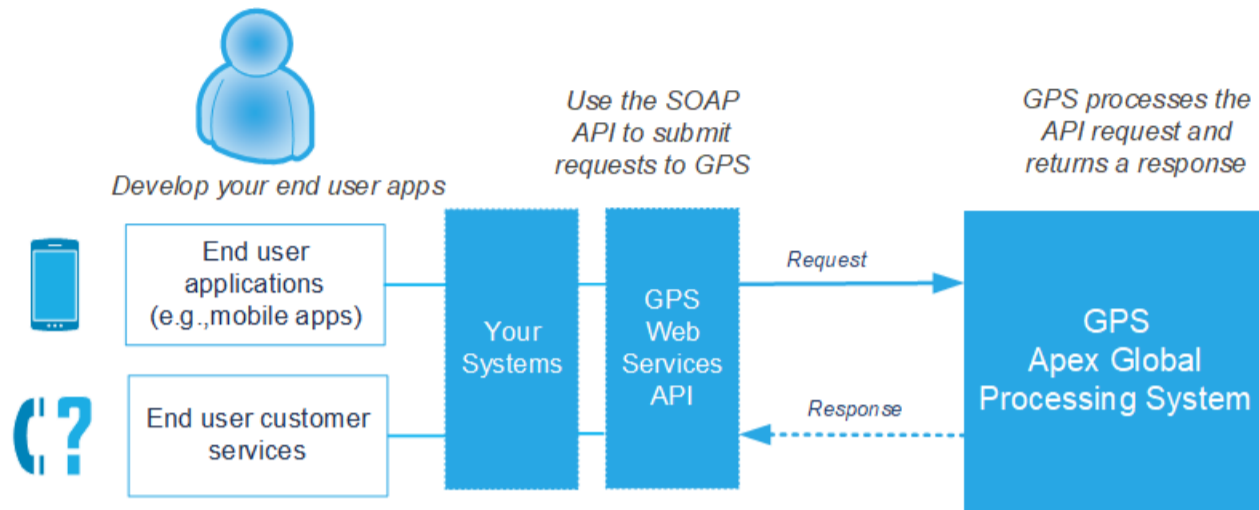 Develop your end user apps
Use the SOAP
API to submit
requests to GPS
GPS processes the
API request and
returns a response
End user
applications
(e.g.,mobile apps)
End user customer
services
Your
Systems
GPS
Web
Services
API
Request
Response
GPS
Apex Global
Processing System